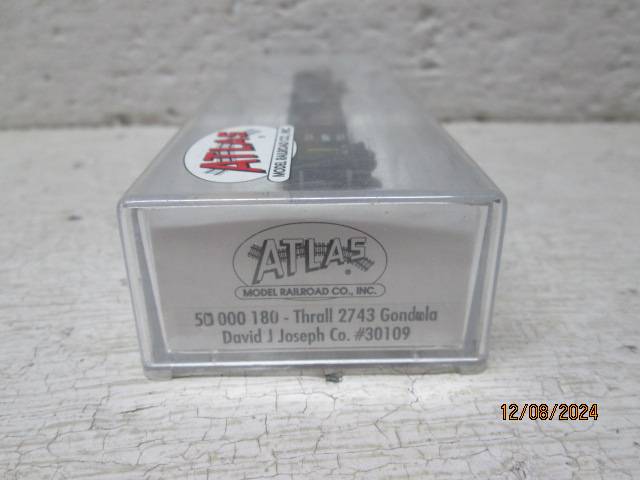 ATLAS
MODEL RAILROAD CO., INC.
ATLAS
MODEL RAILROAD CO., INC.
50 000 180 - Thrall 2743 Gondola
David J Joseph Co. #30109
12/08/2024